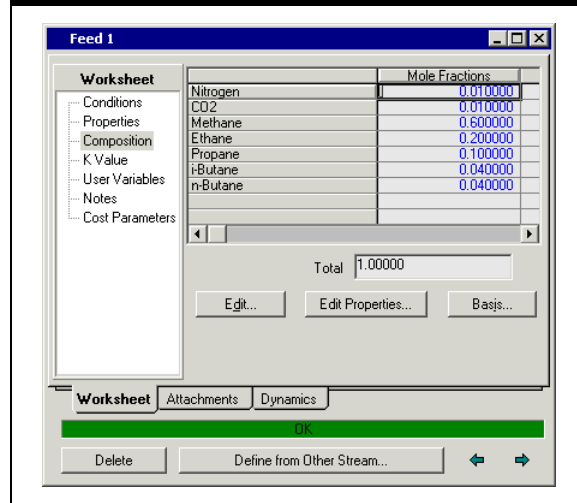 Feed 1
Worksheet
Conditions
Properties
Composition
K Value
User Variables
Notes
Cost Parameters
Mole Fractions
Nitrogen 0.010000
CO2 0.010000
Methane 0.600000
Ethane 0.200000
Propane 0.100000
i-Butane 0.040000
n-Butane 0.040000
Total 1.00000
Edit... Edit Properties... Basis...
Worksheet Attachments Dynamics
OK
Delete Define from Other Stream...